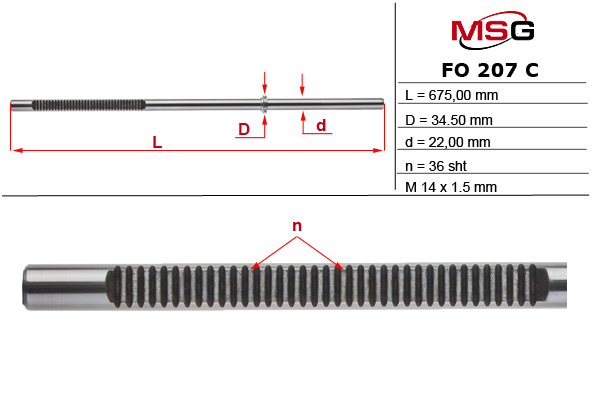 MSG
FO 207 C
L = 675,00 mm
D = 34.50 mm
d = 22,00 mm
n = 36 sht
M 14 x 1.5 mm
D
d
L
n